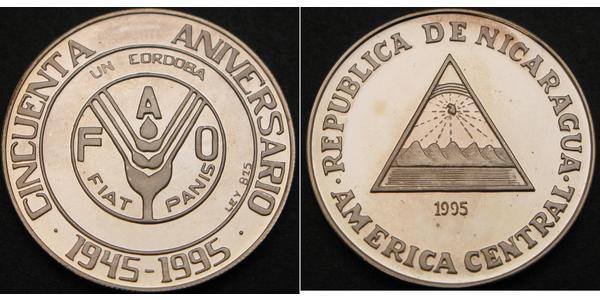 CINCUENTA ANIVERSARIO
· 1945-1995 ·
UN CORDOBA
F A O
FIAT PANIS
LEY 925
· REPUBLICA DE NICARAGUA ·
AMERICA CENTRAL
1995